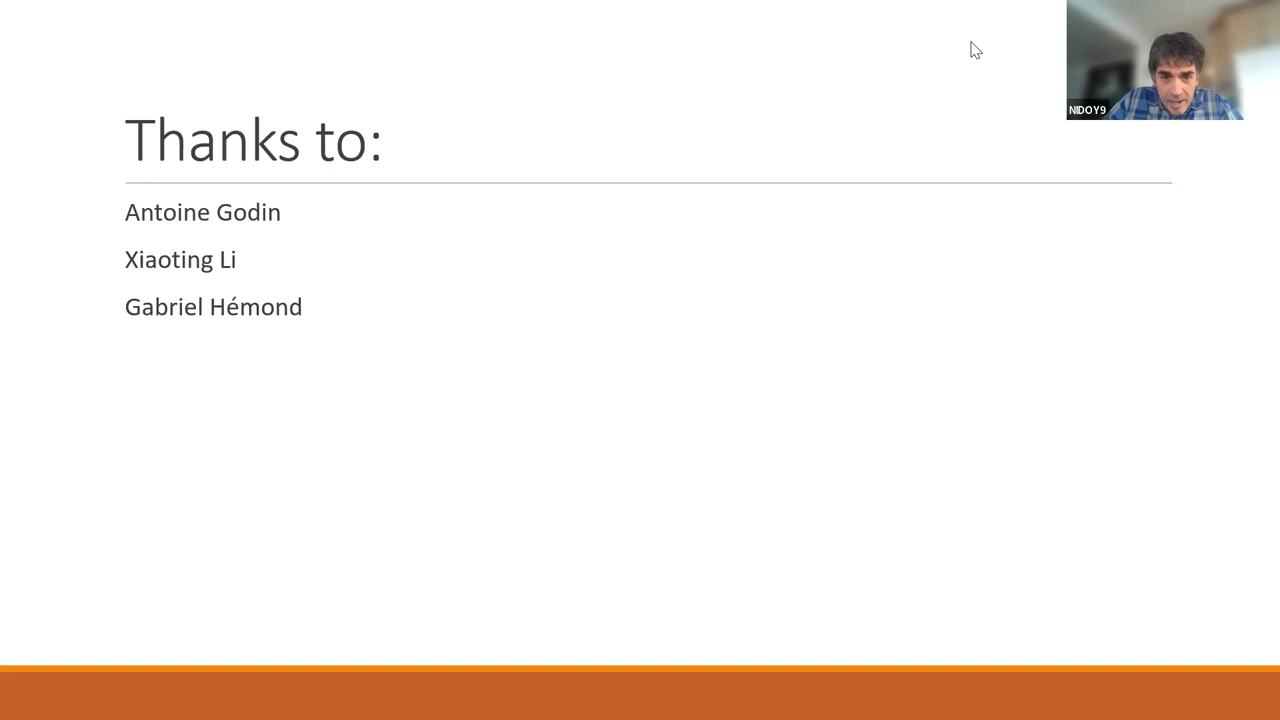 Thanks to:
Antoine Godin
Xiaoting Li
Gabriel Hémond
NIDOY9